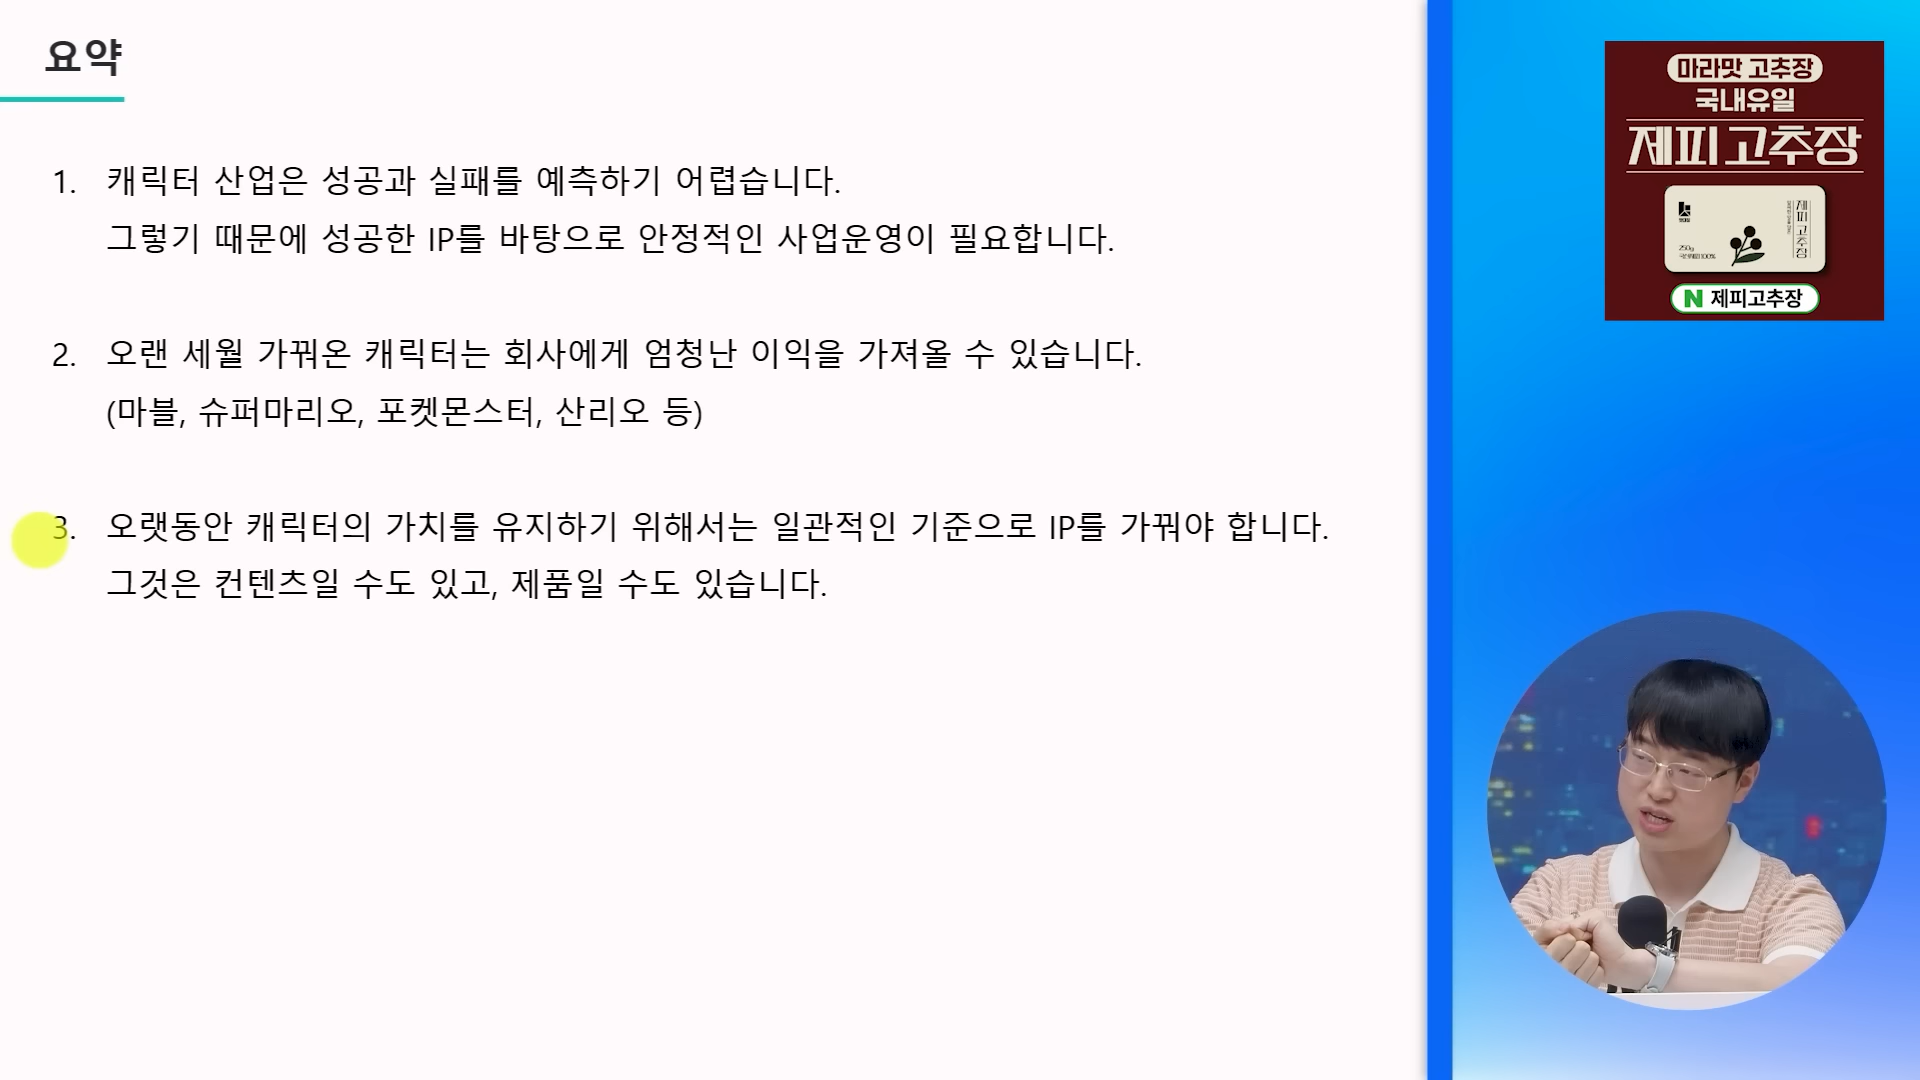 요약
1. 캐릭터 산업은 성공과 실패를 예측하기 어렵습니다.
그렇기 때문에 성공한 IP를 바탕으로 안정적인 사업운영이 필요합니다.
2. 오랜 세월 가꿔온 캐릭터는 회사에게 엄청난 이익을 가져올 수 있습니다.
(마블, 슈퍼마리오, 포켓몬스터, 산리오 등)
3. 오랫동안 캐릭터의 가치를 유지하기 위해서는 일관적인 기준으로 IP를 가꿔야 합니다.
그것은 컨텐츠일 수도 있고, 제품일 수도 있습니다.
마라맛 고추장
국내유일
제피고추장
제피고추장
250g
N 제피고추장